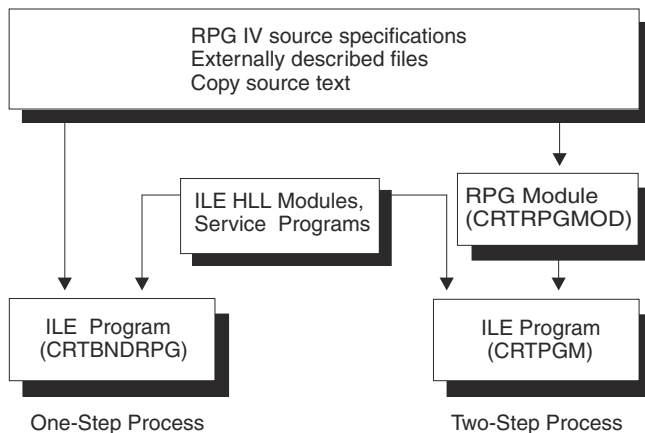 RPG IV source specifications
Externally described files
Copy source text
ILE HLL Modules,
Service Programs
RPG Module
(CRTRPGMOD)
ILE Program
(CRTBNDRPG)
ILE Program
(CRTPGM)
One-Step Process
Two-Step Process